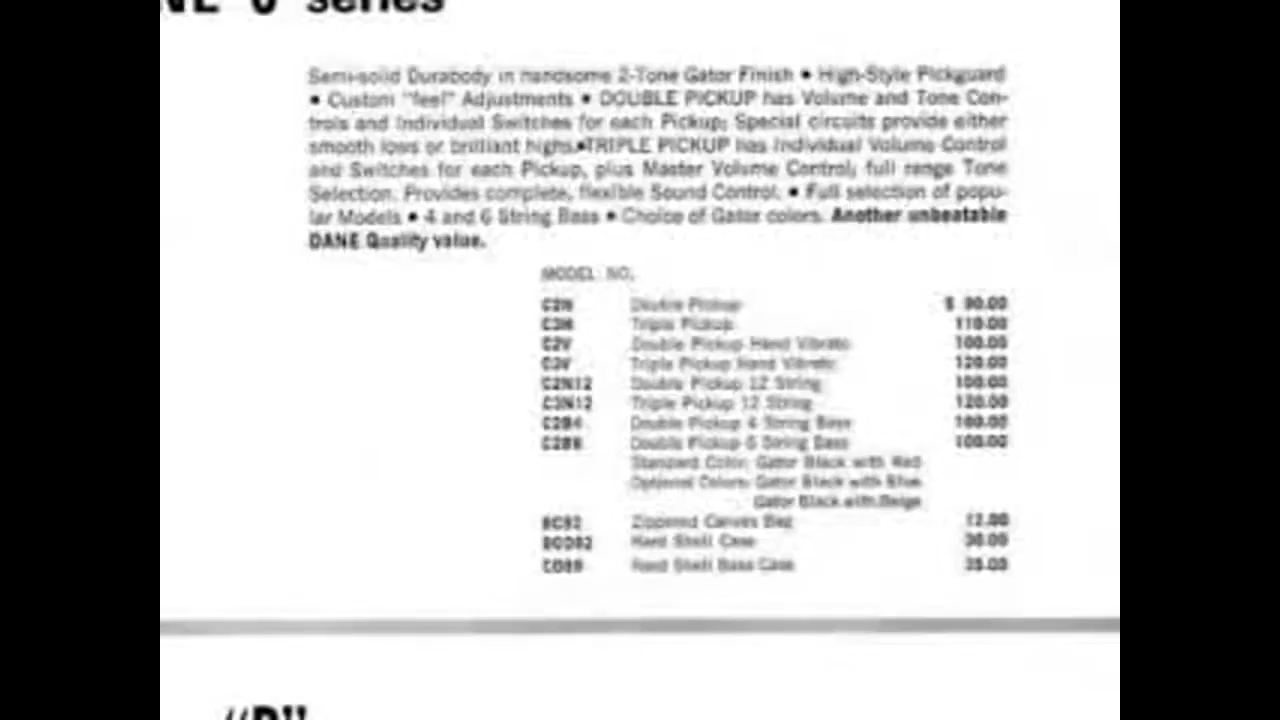 series
Semi-solid Durabody in handsome 2-Tone Gator Finish • High-Style Pickguard
• Custom "feel" Adjustments • DOUBLE PICKUP has Volume and Tone Con-
trols and Individual Switches for each Pickup; Special circuits provide either
smooth lows or brilliant highs.•TRIPLE PICKUP has Individual Volume Control
and Switches for each Pickup, plus Master Volume Control; full range Tone
Selection. Provides complete, flexible Sound Control. • Full selection of popu-
lar Models • 4 and 6 String Bass • Choice of Gator colors. Another unbeatable
DANE Quality value.
MODEL NO.
C2N Double Pickup $ 90.00
C3N Triple Pickup 110.00
C2V Double Pickup Hand Vibrato 100.00
C3V Triple Pickup Hand Vibrato 120.00
C2N12 Double Pickup 12 String 100.00
C3N12 Triple Pickup 12 String 120.00
C2B4 Double Pickup 4 String Bass 100.00
C2B6 Double Pickup 6 String Bass 100.00
Standard Color: Gator Black with Red
Optional Colors: Gator Black with Blue
Gator Black with Beige
Zippered Canvas Bag 12.00
Hard Shell Case
Hard Shell Bass Case
"D"